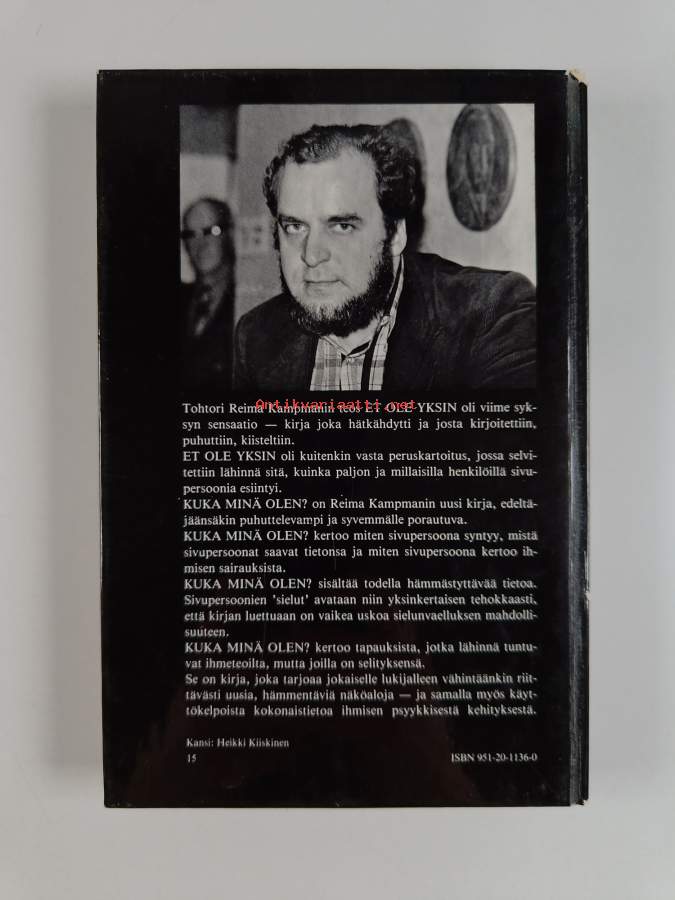 Antikvariaatti.net
Tohtori Reima Kampmanin teos ET OLE YKSIN oli viime syk-
syn sensaatio — kirja joka hätkähdytti ja josta kirjoitettiin,
puhuttiin, kiisteltiin.
ET OLE YKSIN oli kuitenkin vasta peruskartoitus, jossa selvi-
tettiin lähinnä sitä, kuinka paljon ja millaisilla henkilöillä sivu-
persoonia esiintyi.
KUKA MINÄ OLEN? on Reima Kampmanin uusi kirja, edeltä-
jäänsäkin puhuttelevampi ja syvemmälle porautuva.
KUKA MINÄ OLEN? kertoo miten sivupersoona syntyy, mistä
sivupersoonat saavat tietonsa ja miten sivupersoona kertoo ih-
misen sairauksista.
KUKA MINÄ OLEN? sisältää todella hämmästyttävää tietoa.
Sivupersoonien 'sielut' avataan niin yksinkertaisen tehokkaasti,
että kirjan luettuaan on vaikea uskoa sielunvaelluksen mahdolli-
suuteen.
KUKA MINÄ OLEN? kertoo tapauksista, jotka lähinnä tuntu-
vat ihmeteoilta, mutta joilla on selityksensä.
Se on kirja, joka tarjoaa jokaiselle lukijalleen vähintäänkin riit-
tävästi uusia, hämmentäviä näköaloja — ja samalla myös käyt-
tökelpoista kokonaistietoa ihmisen psyykkisestä kehityksestä.
Kansi: Heikki Kiiskinen
15 ISBN 951-20-1136-0